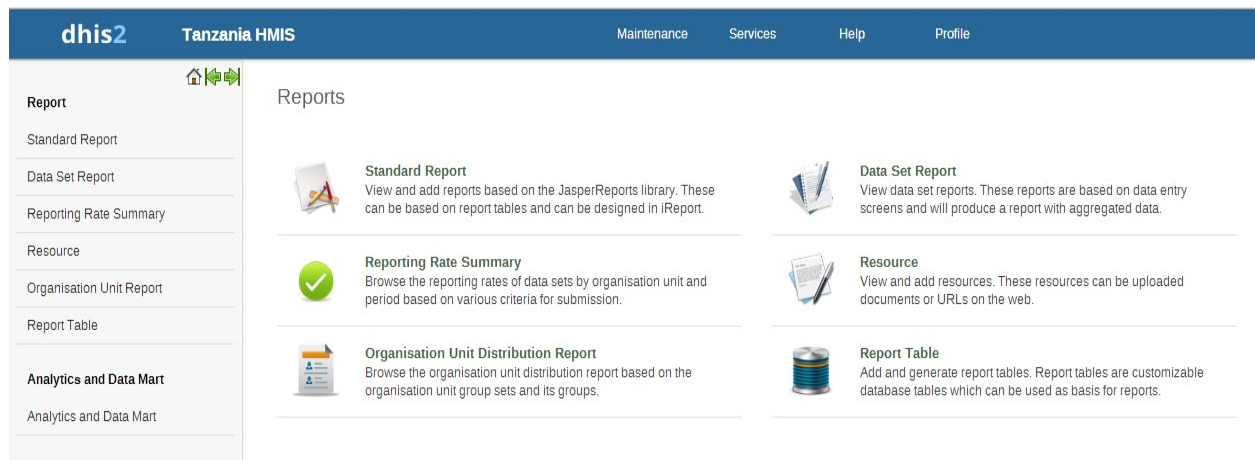 dhis2 Tanzania HMIS Maintenance Services Help Profile
Report
Standard Report
Data Set Report
Reporting Rate Summary
Resource
Organisation Unit Report
Report Table
Analytics and Data Mart
Analytics and Data Mart
Reports
Standard Report
View and add reports based on the JasperReports library. These
can be based on report tables and can be designed in iReport.
Data Set Report
View data set reports. These reports are based on data entry
screens and will produce a report with aggregated data.
Reporting Rate Summary
Browse the reporting rates of data sets by organisation unit and
period based on various criteria for submission.
Resource
View and add resources. These resources can be uploaded
documents or URLs on the web.
Organisation Unit Distribution Report
Browse the organisation unit distribution report based on the
organisation unit group sets and its groups.
Report Table
Add and generate report tables. Report tables are customizable
database tables which can be used as basis for reports.